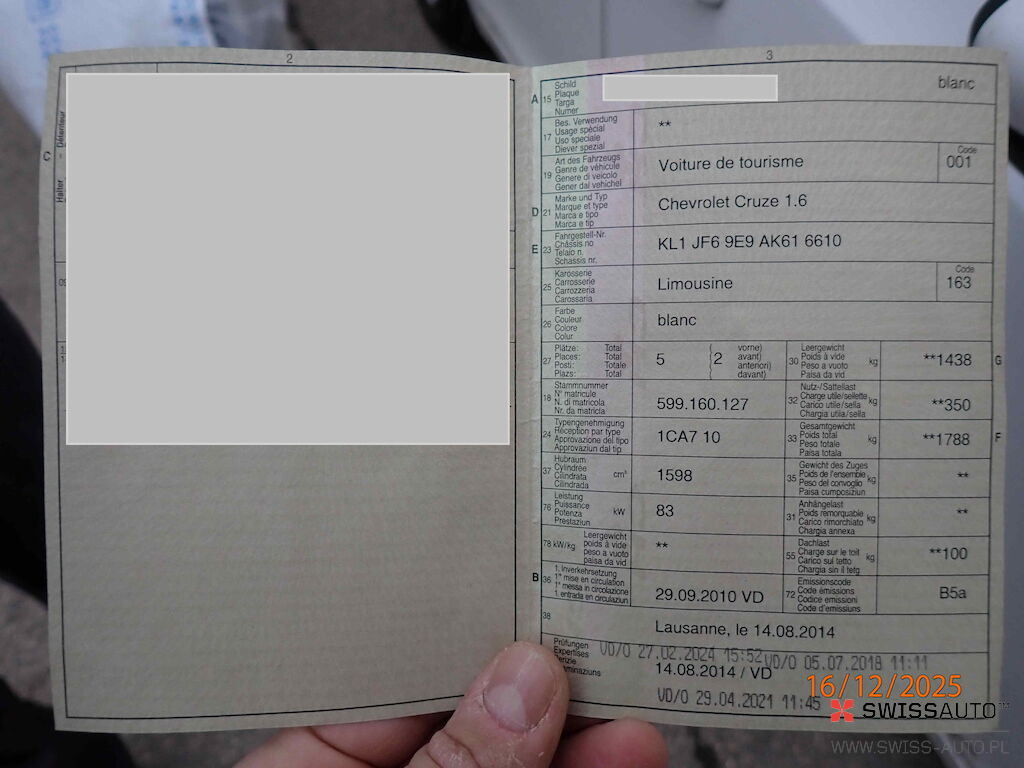 2
3
C
Halter - Détenteur
09
A 15 Schild
Plaque
Targa
Numer
blanc
17 Bes. Verwendung
Usage spécial
Uso speciale
Diever spezial
**
19 Art des Fahrzeugs
Genre de véhicule
Genere di veicolo
Gener dal vehichel
Voiture de tourisme
Code
001
D 21 Marke und Typ
Marque et type
Marca e tipo
Marca e tip
Chevrolet Cruze 1.6
E 23 Fahrgestell-Nr.
Châssis no
Telaio n.
Schassis nr.
KL1 JF6 9E9 AK61 6610
25 Karosserie
Carrosserie
Carrozzeria
Carossaria
Limousine
Code
163
26 Farbe
Couleur
Colore
Colur
blanc
27 Plätze: Total
Places: Total
Posti: Totale
Plazs: Total
5
2
vorne)
avant)
anteriori)
davant)
30 Leergewicht
Poids à vide
Peso a vuoto
Paisa da vid
kg
**1438
G
18 Stammnummer
N° matricule
N. di matricola
Nr. da matricla
599.160.127
32 Nutz-/Sattellast
Charge utile/sellette
Carico utile/sella
Chargia utila/sella
kg
**350
24 Typengenehmigung
Réception par type
Approvazione del tipo
Approvaziun dal tip
1CA7 10
33 Gesamtgewicht
Poids total
Peso totale
Paisa totala
kg
**1788
F
37 Hubraum
Cylindrée
Cilindrata
Cilindrada
cm³
1598
35 Gewicht des Zuges
Poids de l'ensemble
Peso del convoglio
Paisa cumposiziun
kg
**
76 Leistung
Puissance
Potenza
Prestaziun
kW
83
31 Anhängelast
Poids remorquable
Carico rimorchiato
Chargia annexa
kg
**
78 kW/kg
Leergewicht
poids à vide
peso a vuoto
paisa da vid
**
55 Dachlast
Charge sur le toit
Carico sul tetto
Chargia sin il tetg
kg
**100
B 36 1. Inverkehrsetzung
1re mise en circulation
1a messa in circolazione
1. entrada en circulaziun
29.09.2010 VD
72 Emissionscode
Code émissions
Codice emissioni
Code d'emissiuns
B5a
38
Lausanne, le 14.08.2014
Prüfungen
Expertises
VD/O 27.02.2024 15:52 VD/O 05.07.2018 11:11
14.08.2014 / VD
VD/O 29.04.2021 11:45
16/12/2025
SWISSAUTO™
WWW.SWISS-AUTO.PL